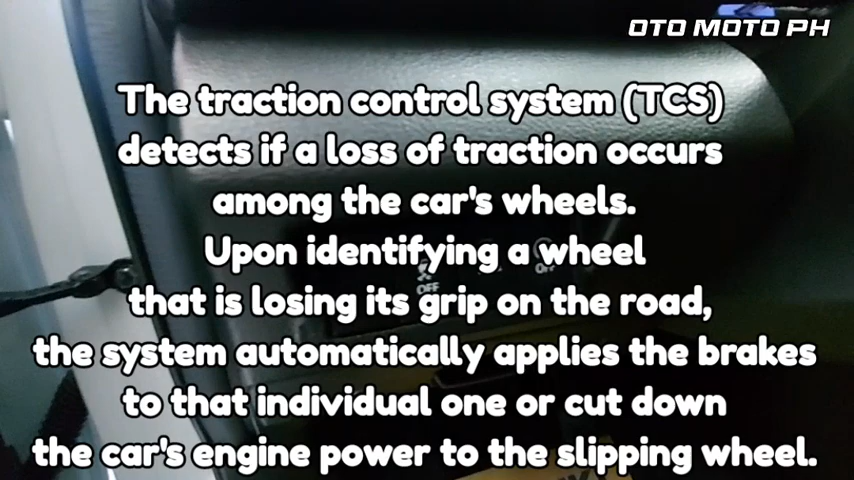 OTO MOTO PH
The traction control system (TCS)
detects if a loss of traction occurs
among the car's wheels.
Upon identifying a wheel
OFF
OFF
that is losing its grip on the road,
the system automatically applies the brakes
to that individual one or cut down
the car's engine power to the slipping wheel.